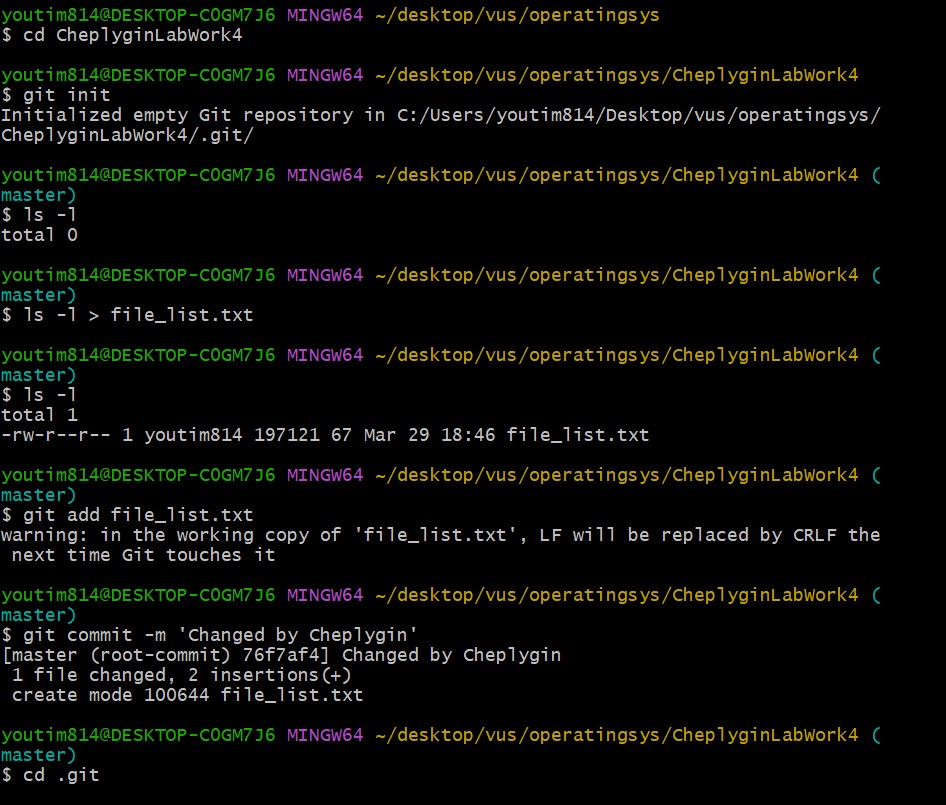 youtim814@DESKTOP-COGM7J6 MINGW64 ~/desktop/vus/operatingsys
$ cd CheplyginLabWork4
youtim814@DESKTOP-COGM7J6 MINGW64 ~/desktop/vus/operatingsys/CheplyginLabWork4
$ git init
Initialized empty Git repository in C:/Users/youtim814/Desktop/vus/operatingsys/
CheplyginLabWork4/.git/
youtim814@DESKTOP-COGM7J6 MINGW64 ~/desktop/vus/operatingsys/CheplyginLabWork4 (
master)
$ ls -l
total 0
youtim814@DESKTOP-COGM7J6 MINGW64 ~/desktop/vus/operatingsys/CheplyginLabWork4 (
master)
$ ls -l > file_list.txt
youtim814@DESKTOP-COGM7J6 MINGW64 ~/desktop/vus/operatingsys/CheplyginLabWork4 (
master)
$ ls -l
total 1
-rw-r--r-- 1 youtim814 197121 67 Mar 29 18:46 file_list.txt
youtim814@DESKTOP-COGM7J6 MINGW64 ~/desktop/vus/operatingsys/CheplyginLabWork4 (
master)
$ git add file_list.txt
warning: in the working copy of 'file_list.txt', LF will be replaced by CRLF the
 next time Git touches it
youtim814@DESKTOP-COGM7J6 MINGW64 ~/desktop/vus/operatingsys/CheplyginLabWork4 (
master)
$ git commit -m 'Changed by Cheplygin'
[master (root-commit) 76f7af4] Changed by Cheplygin
 1 file changed, 2 insertions(+)
 create mode 100644 file_list.txt
youtim814@DESKTOP-COGM7J6 MINGW64 ~/desktop/vus/operatingsys/CheplyginLabWork4 (
master)
$ cd .git